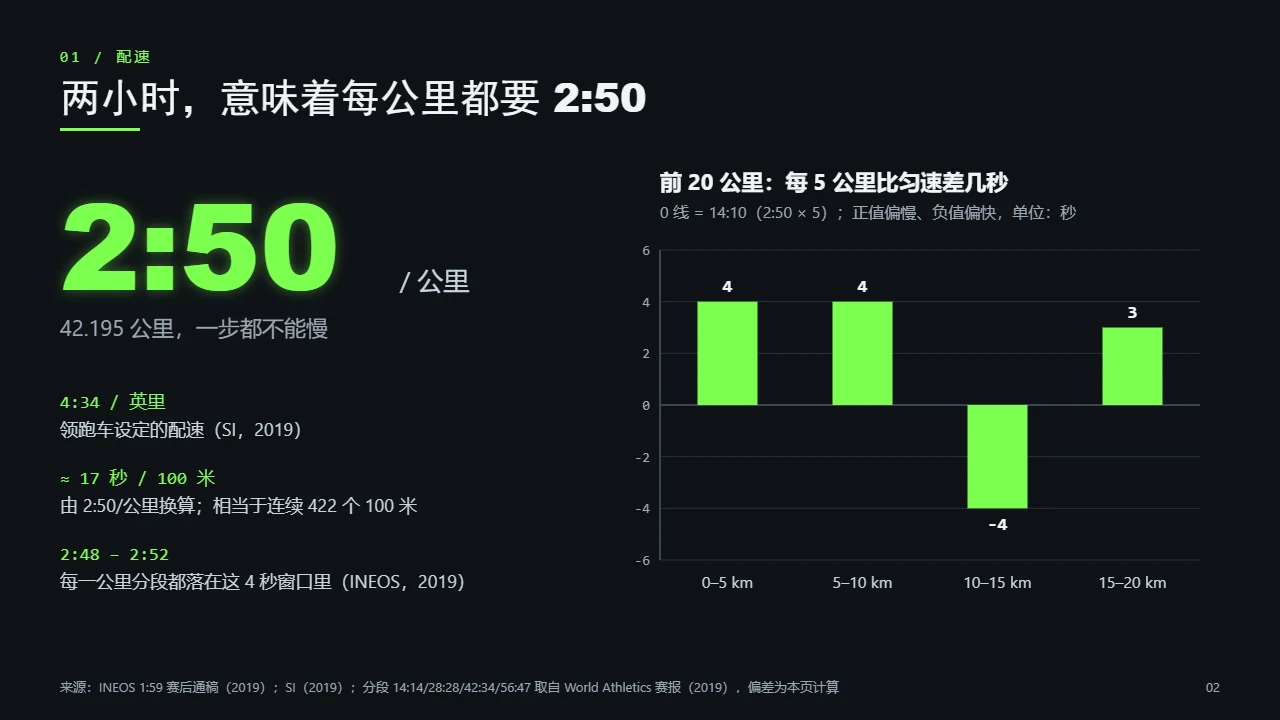 01 / 配速
两小时，意味着每公里都要 2:50
2:50 / 公里
42.195 公里，一步都不能慢
4:34 / 英里
领跑车设定的配速（SI，2019）
≈ 17 秒 / 100 米
由 2:50/公里换算；相当于连续 422 个 100 米
2:48 – 2:52
每一公里分段都落在这 4 秒窗口里（INEOS，2019）
前 20 公里：每 5 公里比匀速差几秒
0 线 = 14:10（2:50 × 5）；正值偏慢、负值偏快，单位：秒
6
4
2
0
-2
-4
-6
4
4
-4
3
0–5 km
5–10 km
10–15 km
15–20 km
来源：INEOS 1:59 赛后通稿（2019）；SI（2019）；分段 14:14/28:28/42:34/56:47 取自 World Athletics 赛报（2019），偏差为本页计算
02